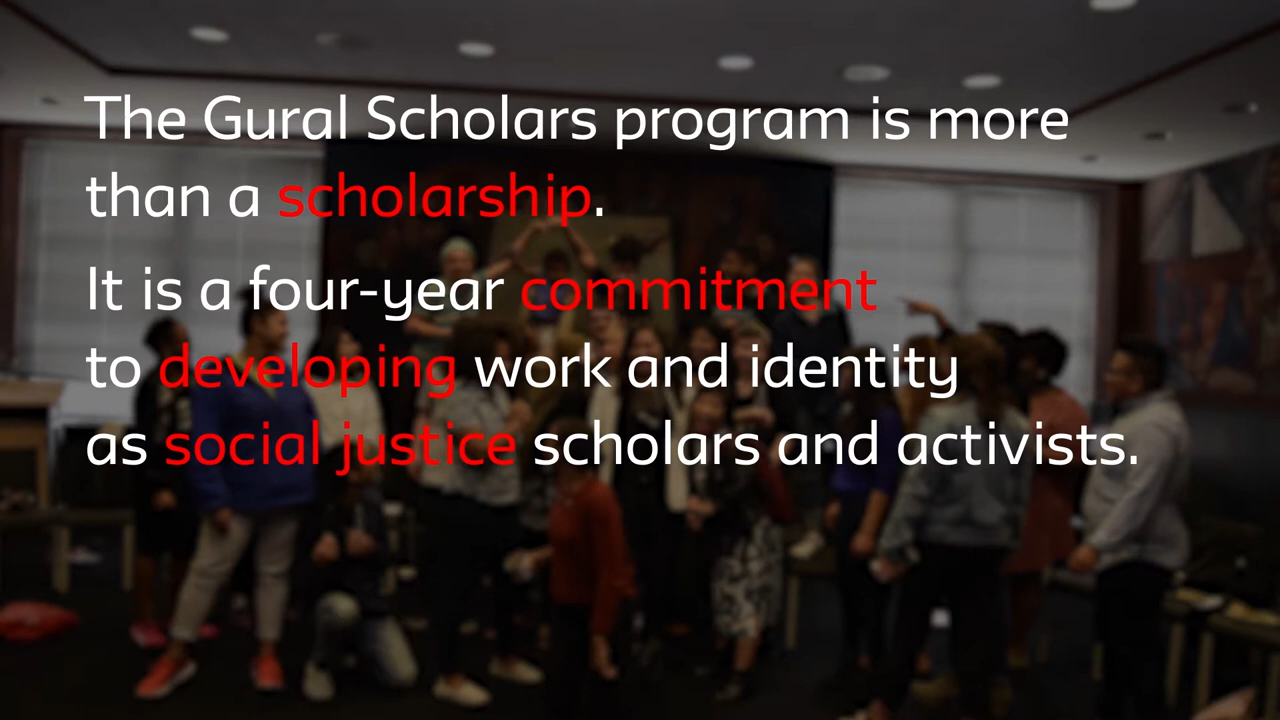 The Gural Scholars program is more
than a scholarship.
It is a four-year commitment
to developing work and identity
as social justice scholars and activists.